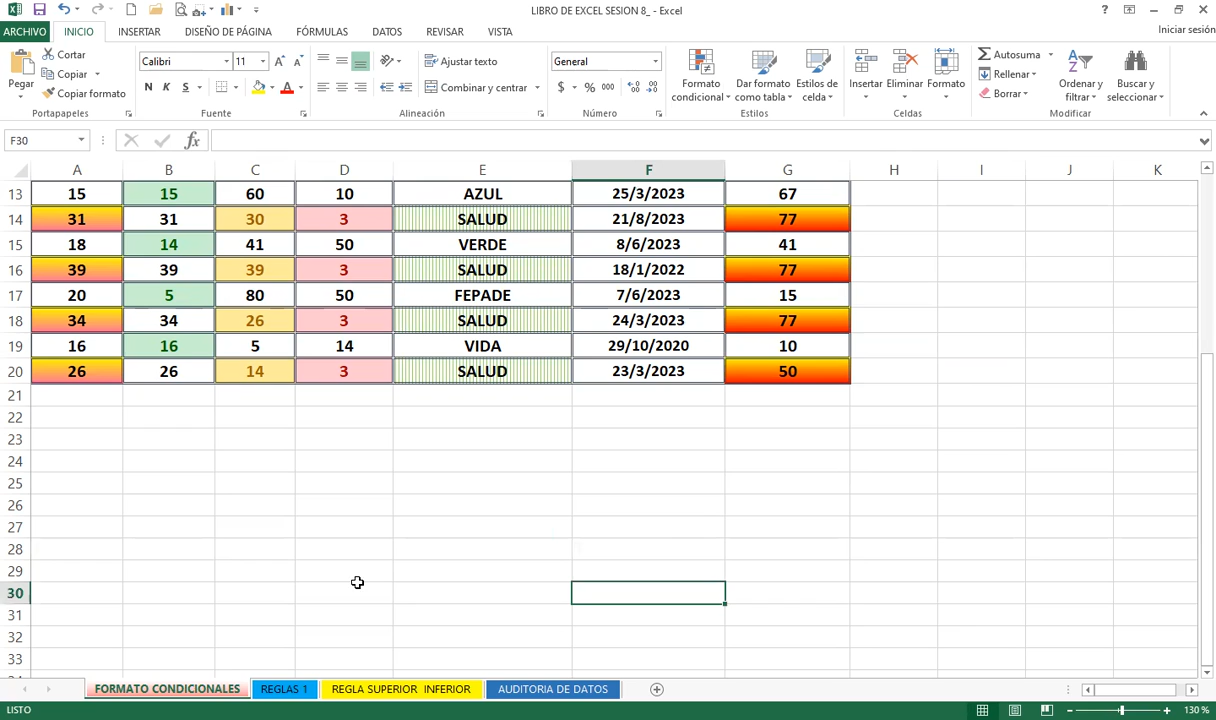 LIBRO DE EXCEL SESION 8_ - Excel
?
ARCHIVO INICIO INSERTAR DISEÑO DE PÁGINA FÓRMULAS DATOS REVISAR VISTA Iniciar sesión
Pegar
Cortar
Copiar
Copiar formato
Portapapeles
Calibri 11 A A
N K S A
Fuente
Ajustar texto
Combinar y centrar
Alineación
General
$ % 000
Número
Formato condicional
Dar formato como tabla
Estilos de celda
Estilos
Insertar Eliminar Formato
Celdas
Autosuma
Rellenar
Borrar
Ordenar y filtrar
Buscar y seleccionar
Modificar
F30 fx
A B C D E F G H I J K
13 15 15 60 10 AZUL 25/3/2023 67
14 31 31 30 3 SALUD 21/8/2023 77
15 18 14 41 50 VERDE 8/6/2023 41
16 39 39 39 3 SALUD 18/1/2022 77
17 20 5 80 50 FEPADE 7/6/2023 15
18 34 34 26 3 SALUD 24/3/2023 77
19 16 16 5 14 VIDA 29/10/2020 10
20 26 26 14 3 SALUD 23/3/2023 50
21
22
23
24
25
26
27
28
29
30
31
32
33
FORMATO CONDICIONALES REGLAS 1 REGLA SUPERIOR INFERIOR AUDITORIA DE DATOS
LISTO 130 %